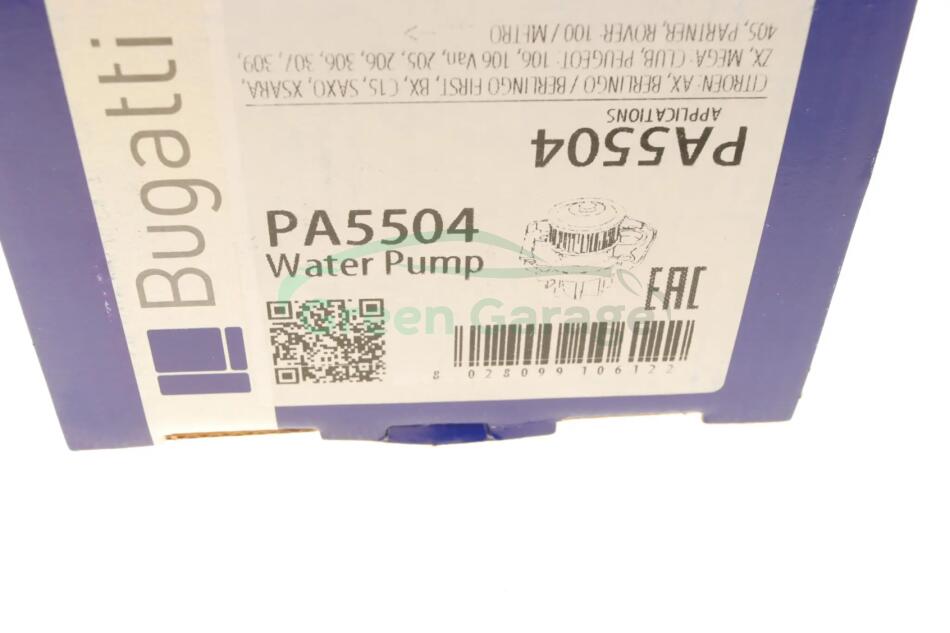 Bugatti
PA5504
APPLICATIONS
CITROEN: AX, BERLINGO / BERLINGO FIRST, BX, C15, SAXO, XSARA,
ZX, MEGA: CLUB, PEUGEOT: 106, 106 Van, 205, 206, 306, 307, 309,
405, PARTNER, ROVER: 100 / METRO
PA5504
Water Pump
EAC
Green Garage
8 028099 106122